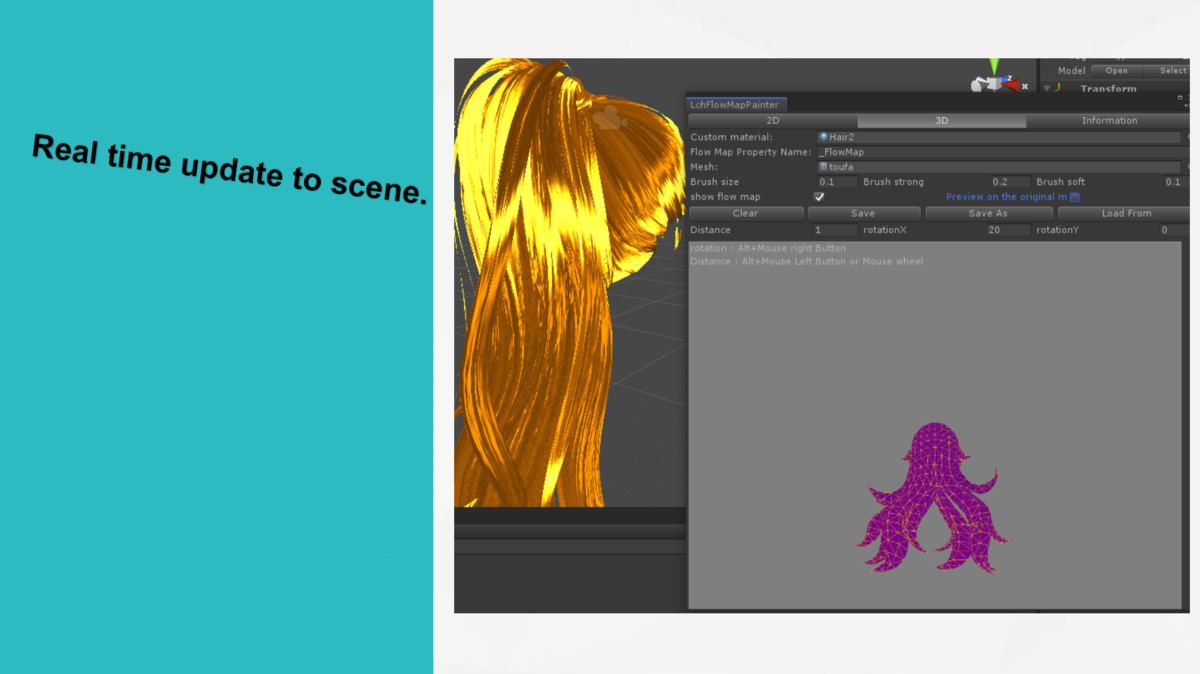 Real time update to scene.
Model Open Select
Transform
LchFlowMapPainter
2D 3D Information
Custom material: Hair2
Flow Map Property Name: _FlowMap
Mesh: toufa
Brush size 0.1 Brush strong 0.2 Brush soft 0.1
show flow map Preview on the original m
Clear Save Save As Load From
Distance 1 rotationX 20 rotationY 0
rotation : Alt+Mouse right Button
Distance : Alt+Mouse Left Button or Mouse wheel
z
x